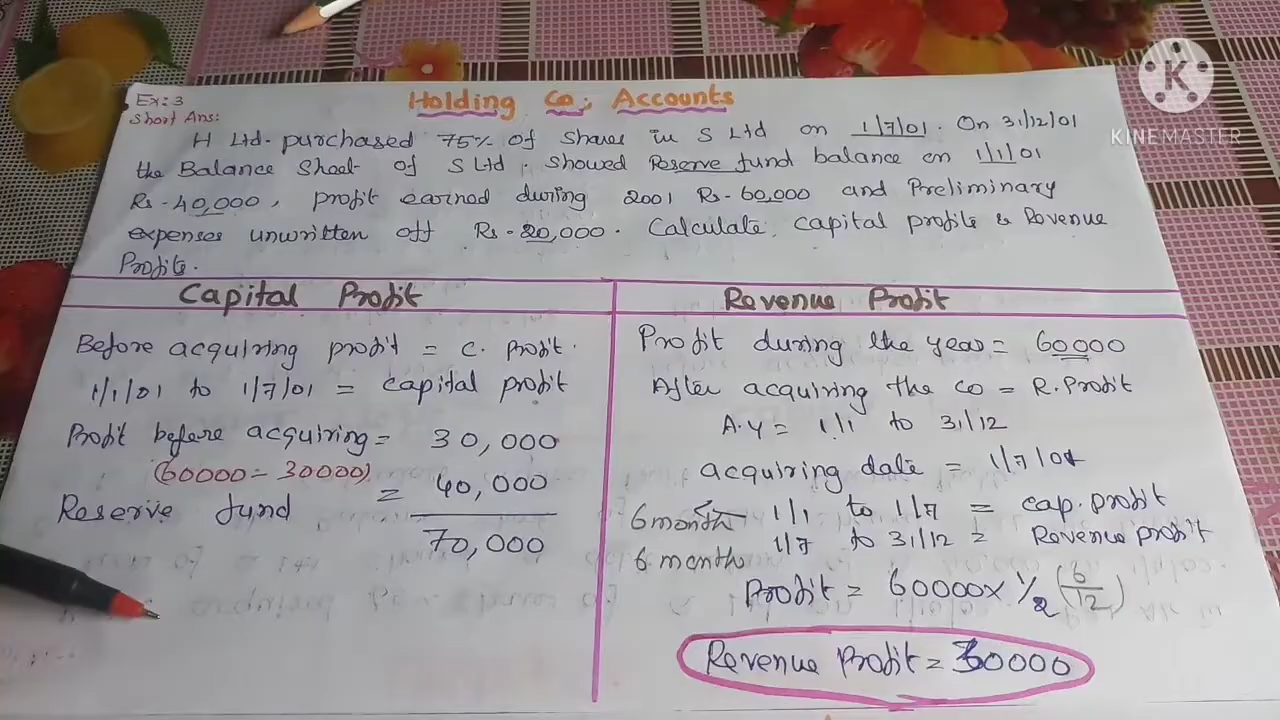 Ex:3
Short Ans:
Holding Co; Accounts
H Ltd. purchased 75% of Shares in S Ltd on 1/7/01. On 31/12/01
the Balance Sheet of S Ltd. showed Reserve fund balance on 1/1/01
Rs-40,000, profit earned during 2001 Rs-60,000 and Preliminary
expenses unwritten off Rs-20,000. Calculate capital profits & Revenue
Profits.
Capital Profit
Before acquiring profit = C. Profit.
1/1/01 to 1/7/01 = capital profit
Profit before acquiring = 30,000
(60000 - 30000)
Reserve fund = 40,000
70,000
Revenue Profit
Profit during the year = 60000
After acquiring the co = R. Profit
A.Y = 1/1 to 31/12
acquiring date = 1/7/01
6 month 1/1 to 1/7 = cap. profit
6 month 1/7 to 31/12 = Revenue profit
Profit = 60000 x 1/2 (6/12)
Revenue Profit = 30000
K
KINEMASTER